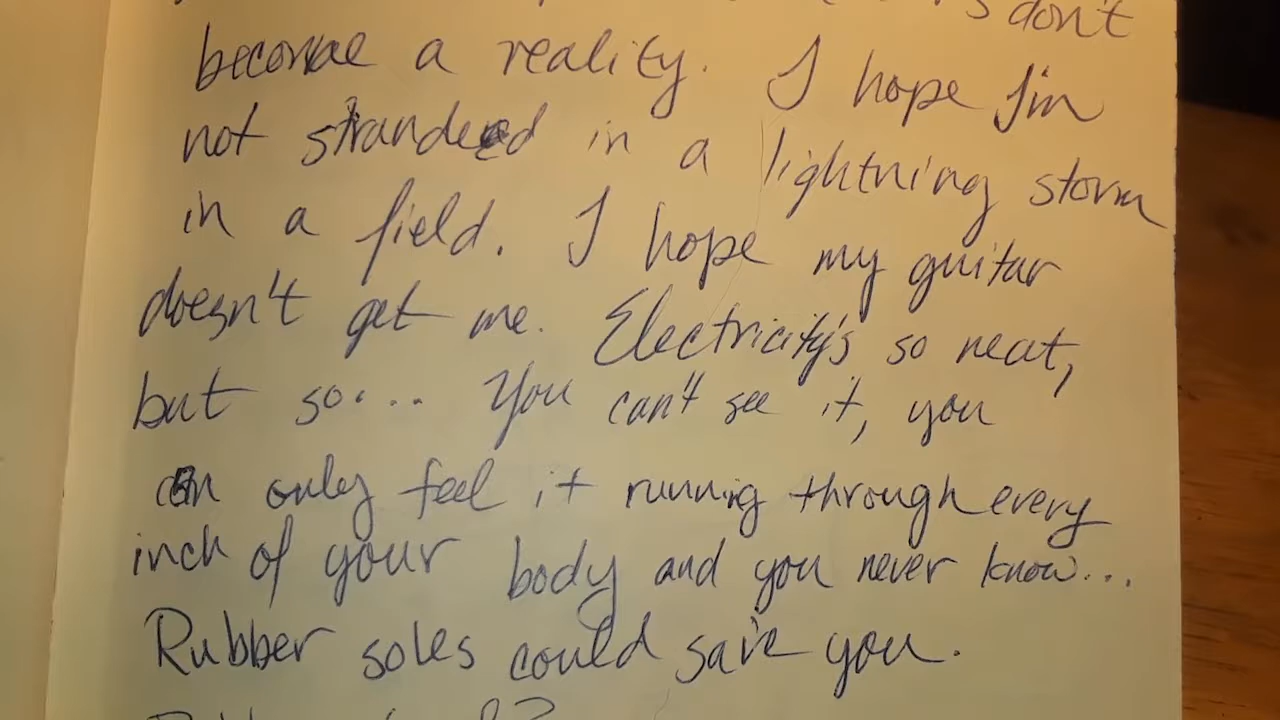 don't
become a reality. I hope I'm
not stranded in a lightning storm
in a field. I hope my guitar
doesn't get me. Electricity's so neat,
but so... You can't see it, you
can only feel it running through every
inch of your body and you never know...
Rubber soles could save you.